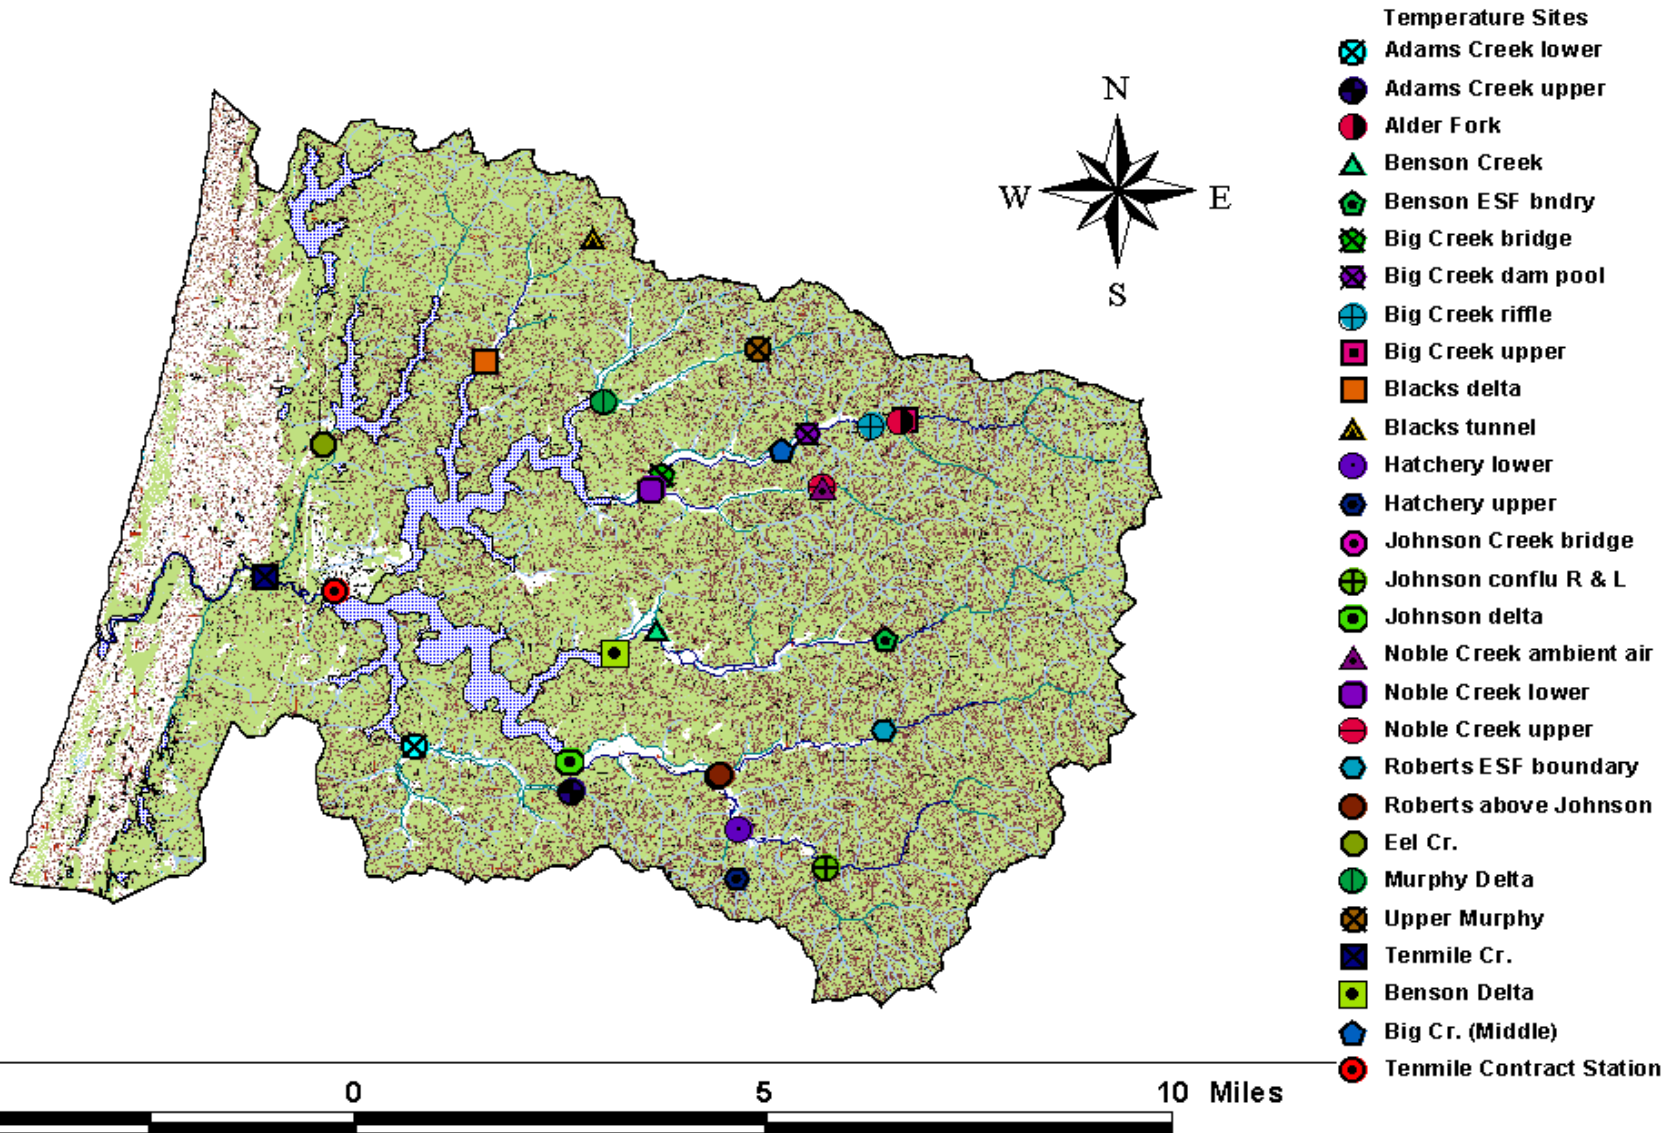 Temperature Sites
Adams Creek lower
Adams Creek upper
Alder Fork
Benson Creek
Benson ESF bndry
Big Creek bridge
Big Creek dam pool
Big Creek riffle
Big Creek upper
Blacks delta
Blacks tunnel
Hatchery lower
Hatchery upper
Johnson Creek bridge
Johnson conflu R & L
Johnson delta
Noble Creek ambient air
Noble Creek lower
Noble Creek upper
Roberts ESF boundary
Roberts above Johnson
Eel Cr.
Murphy Delta
Upper Murphy
Tenmile Cr.
Benson Delta
Big Cr. (Middle)
Tenmile Contract Station
N
W E
S
0 5 10 Miles